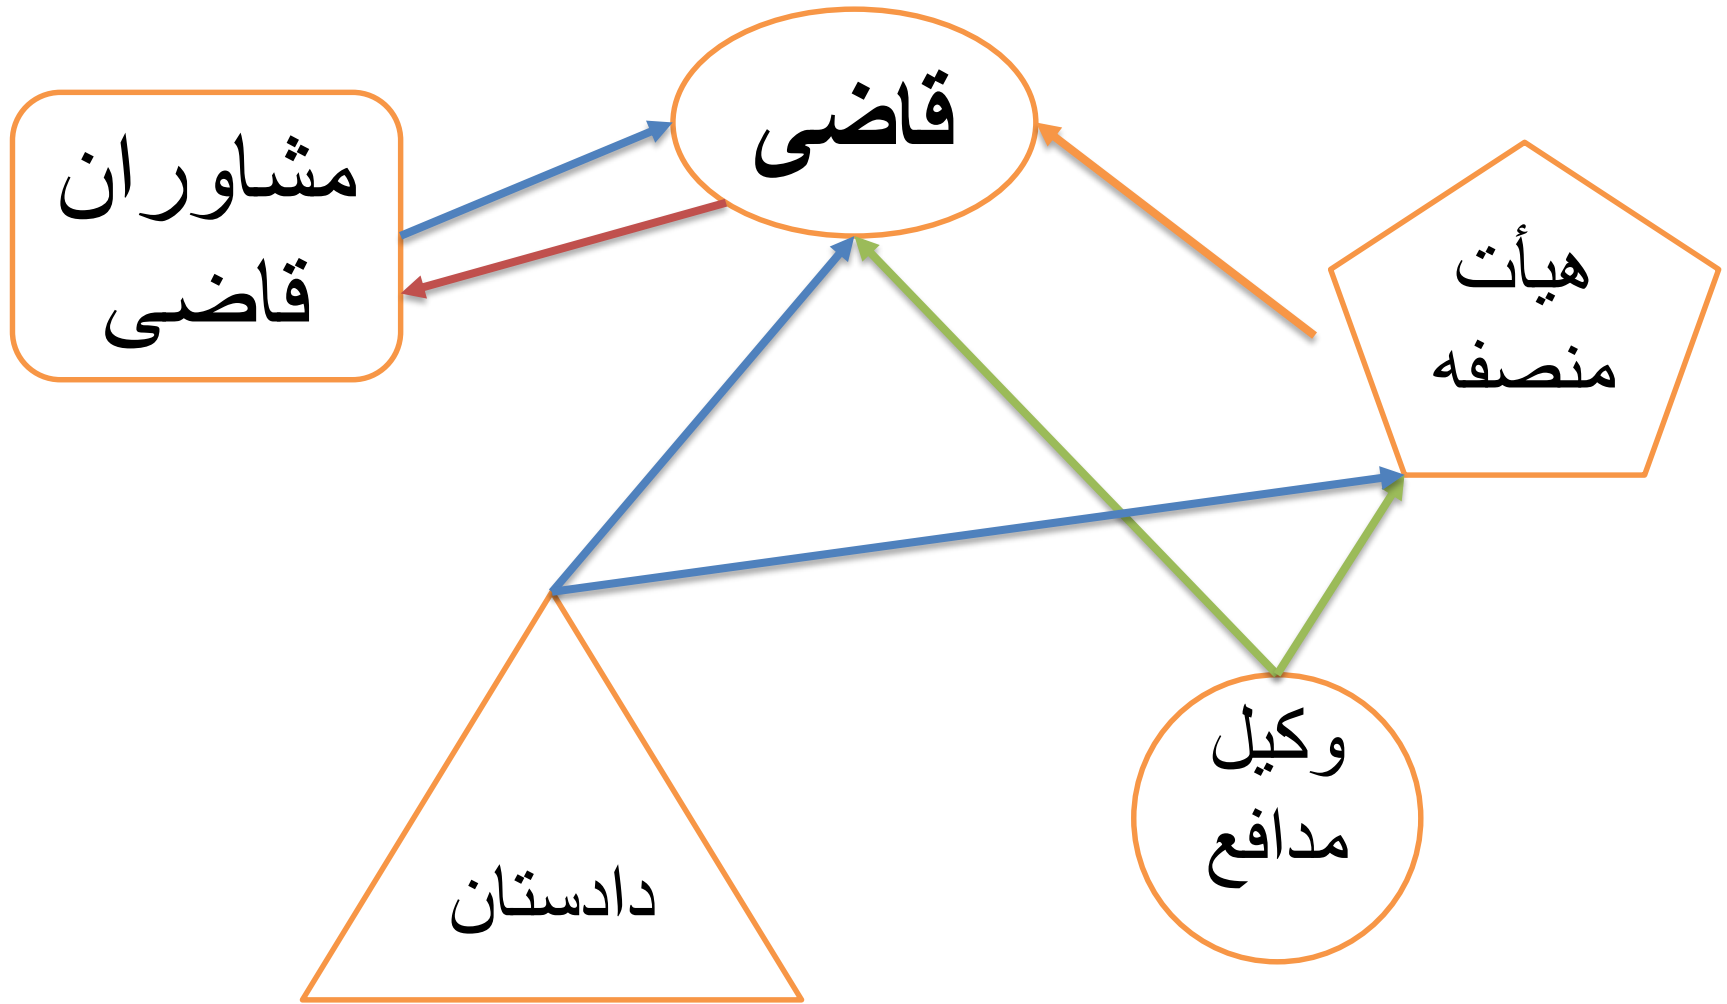 قاضی
مشاوران
قاضی
هیأت
منصفه
وکیل
مدافع
دادستان